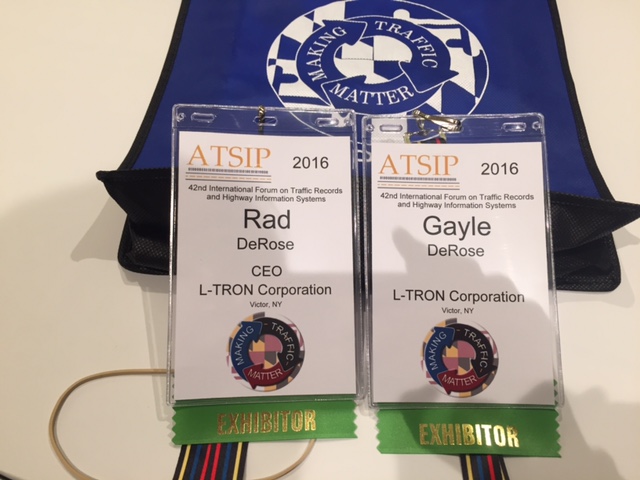 MAKING TRAFFIC MATTER
ATSIP 2016
42nd International Forum on Traffic Records
and Highway Information Systems
Rad
DeRose
CEO
L-TRON Corporation
Victor, NY
MAKING TRAFFIC MATTER
EXHIBITOR
ATSIP 2016
42nd International Forum on Traffic Records
and Highway Information Systems
Gayle
DeRose
L-TRON Corporation
Victor, NY
MAKING TRAFFIC MATTER
EXHIBITOR